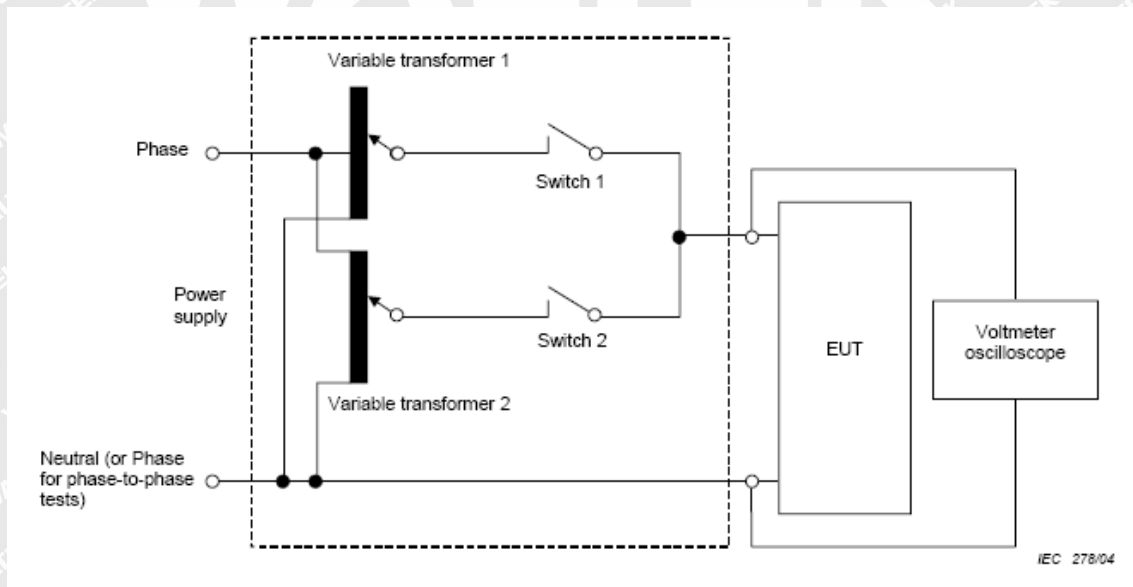 Variable transformer 1
Phase
Switch 1
Power
supply
Switch 2
Variable transformer 2
EUT
Voltmeter
oscilloscope
Neutral (or Phase
for phase-to-phase
tests)
IEC 278/04